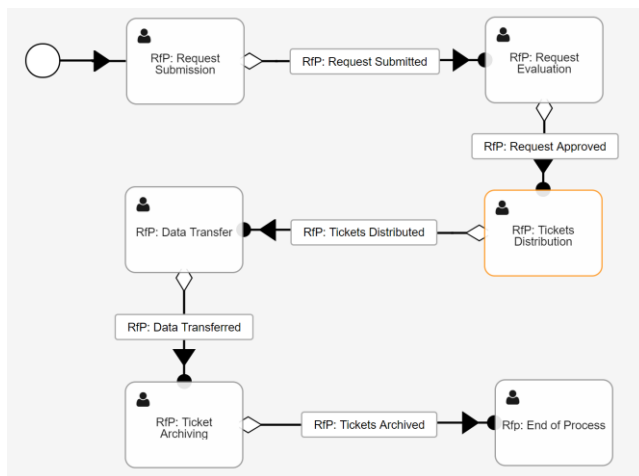 RfP: Request
Submission
RfP: Request Submitted
RfP: Request
Evaluation
RfP: Request Approved
RfP: Tickets
Distribution
RfP: Tickets Distributed
RfP: Data Transfer
RfP: Data Transferred
RfP: Ticket
Archiving
RfP: Tickets Archived
Rfp: End of Process